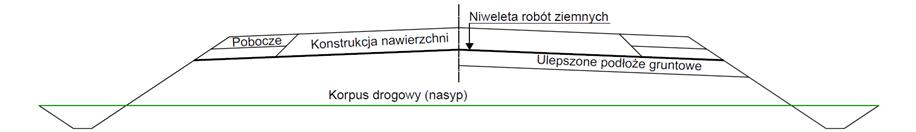 Niweleta robót ziemnych
Pobocze
Konstrukcja nawierzchni
Ulepszone podłoże gruntowe
Korpus drogowy (nasyp)